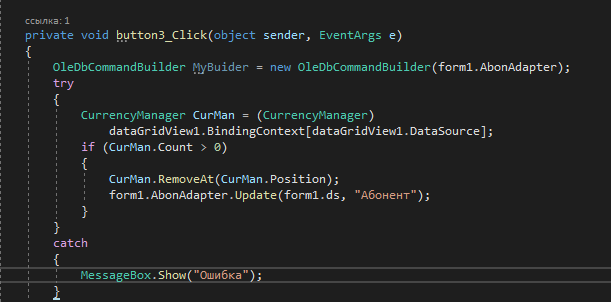 ссылка: 1
private void button3_Click(object sender, EventArgs e)
{
OleDbCommandBuilder MyBuider = new OleDbCommandBuilder(form1.AbonAdapter);
try
{
CurrencyManager CurMan = (CurrencyManager)
dataGridView1.BindingContext[dataGridView1.DataSource];
if (CurMan.Count > 0)
{
CurMan.RemoveAt(CurMan.Position);
form1.AbonAdapter.Update(form1.ds, "Абонент");
}
}
catch
{
MessageBox.Show("Ошибка");
}